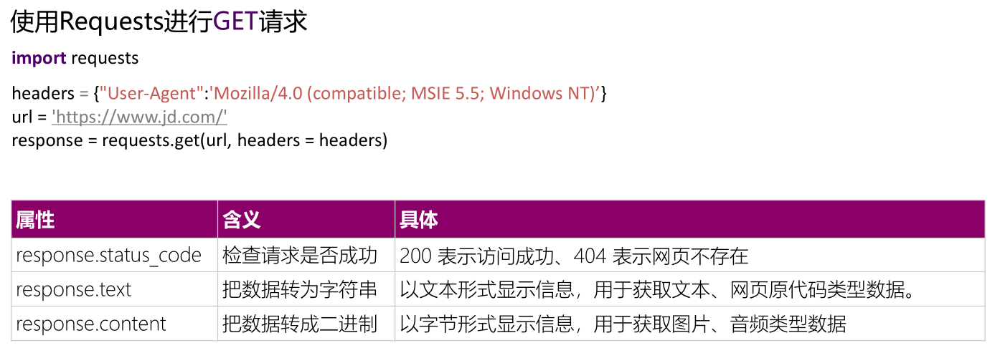 使用Requests进行GET请求
import requests
headers = {"User-Agent":'Mozilla/4.0 (compatible; MSIE 5.5; Windows NT)’}
url = 'https://www.jd.com/'
response = requests.get(url, headers = headers)
属性 含义 具体
response.status_code 检查请求是否成功 200 表示访问成功、404 表示网页不存在
response.text 把数据转为字符串 以文本形式显示信息，用于获取文本、网页原代码类型数据。
response.content 把数据转成二进制 以字节形式显示信息，用于获取图片、音频类型数据